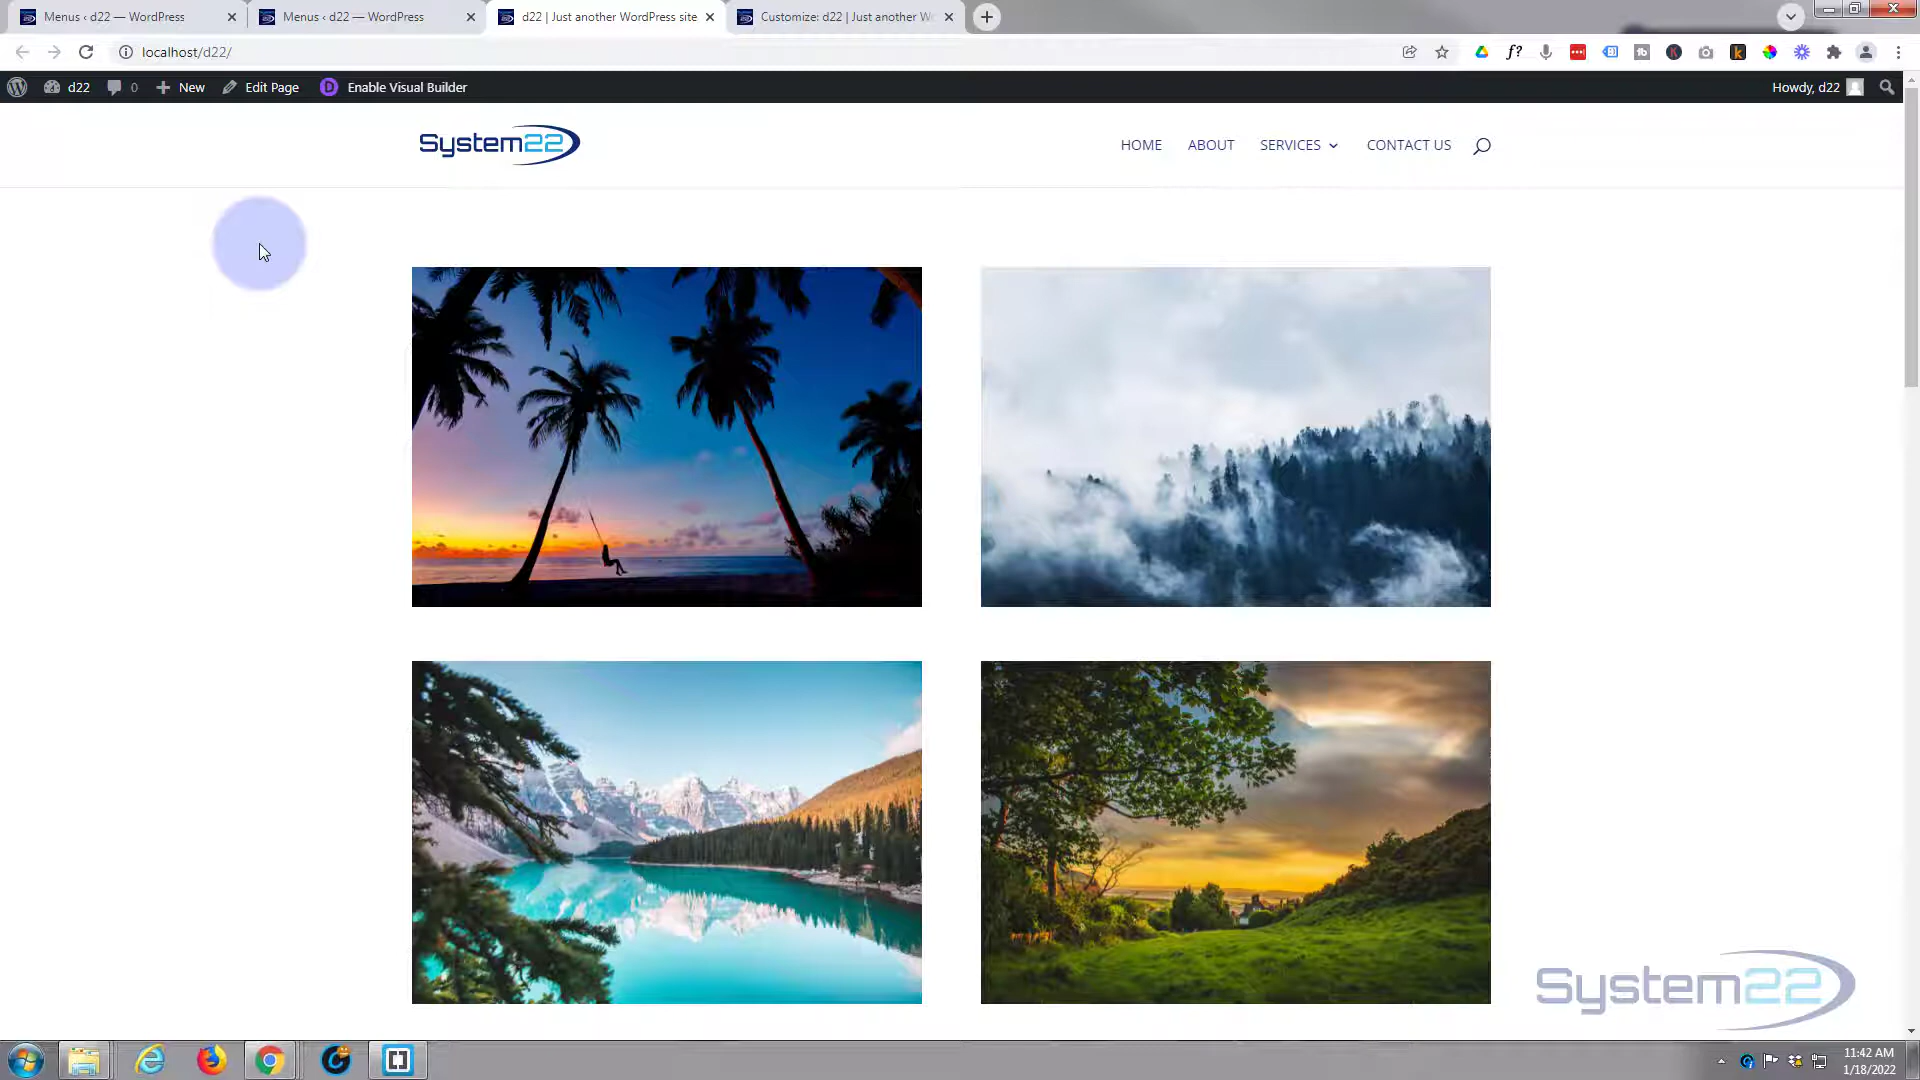 Menus ‹ d22 — WordPress
Menus ‹ d22 — WordPress
d22 | Just another WordPress site
Customize: d22 | Just another Wo
localhost/d22/
f?
d22
0
New
Edit Page
D
Enable Visual Builder
Howdy, d22
System22
HOME
ABOUT
SERVICES
CONTACT US
System22
11:42 AM
1/18/2022